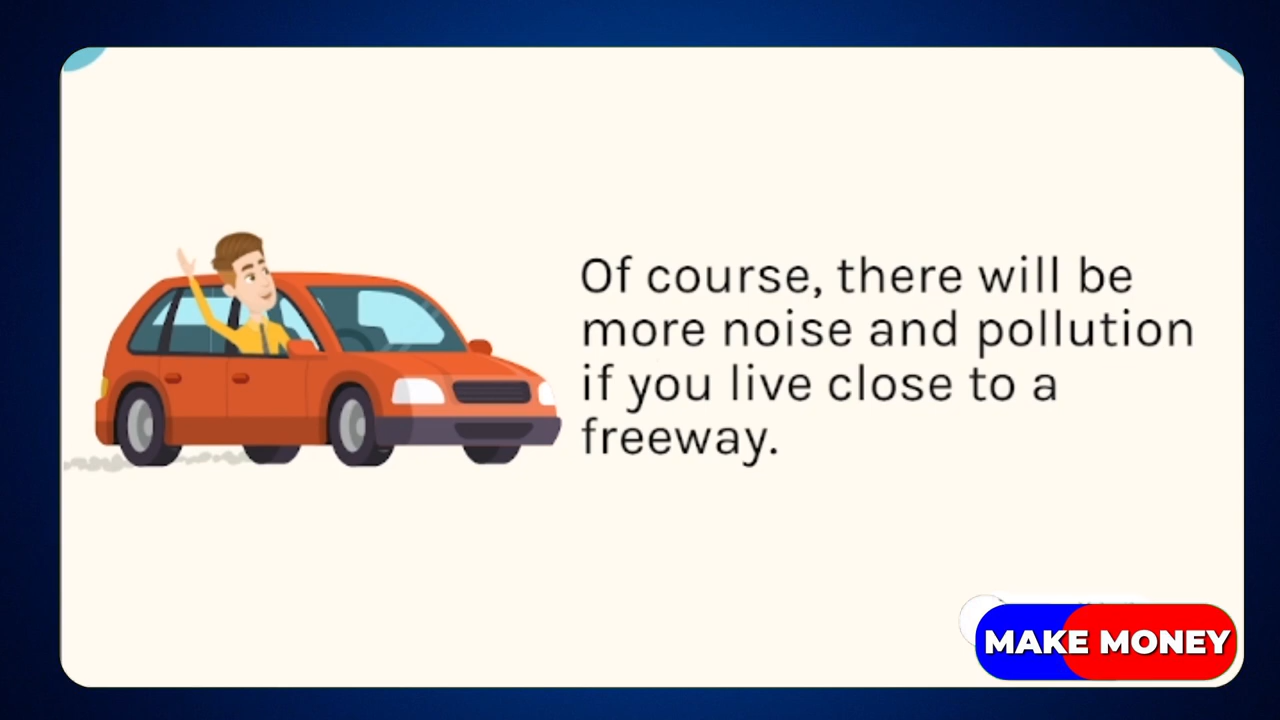 Of course, there will be
more noise and pollution
if you live close to a
freeway.
MAKE MONEY